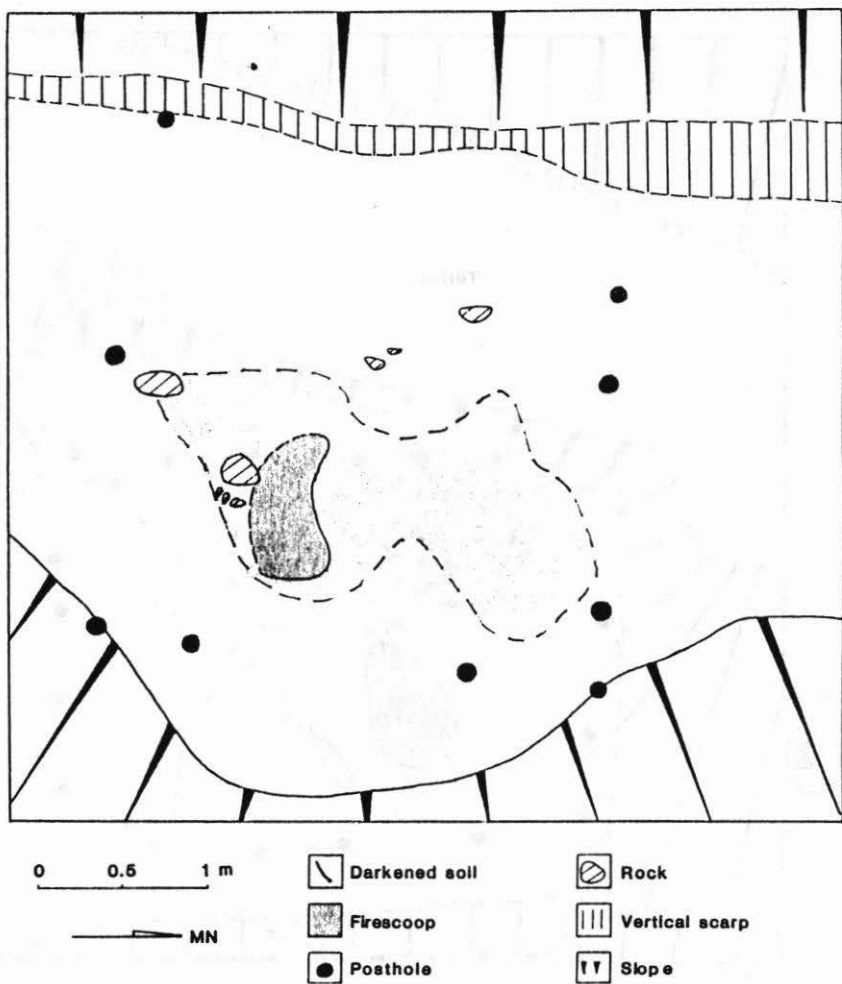 0 0.5 1 m
MN
Darkened soil
Firescoop
Posthole
Rock
Vertical scarp
Slope